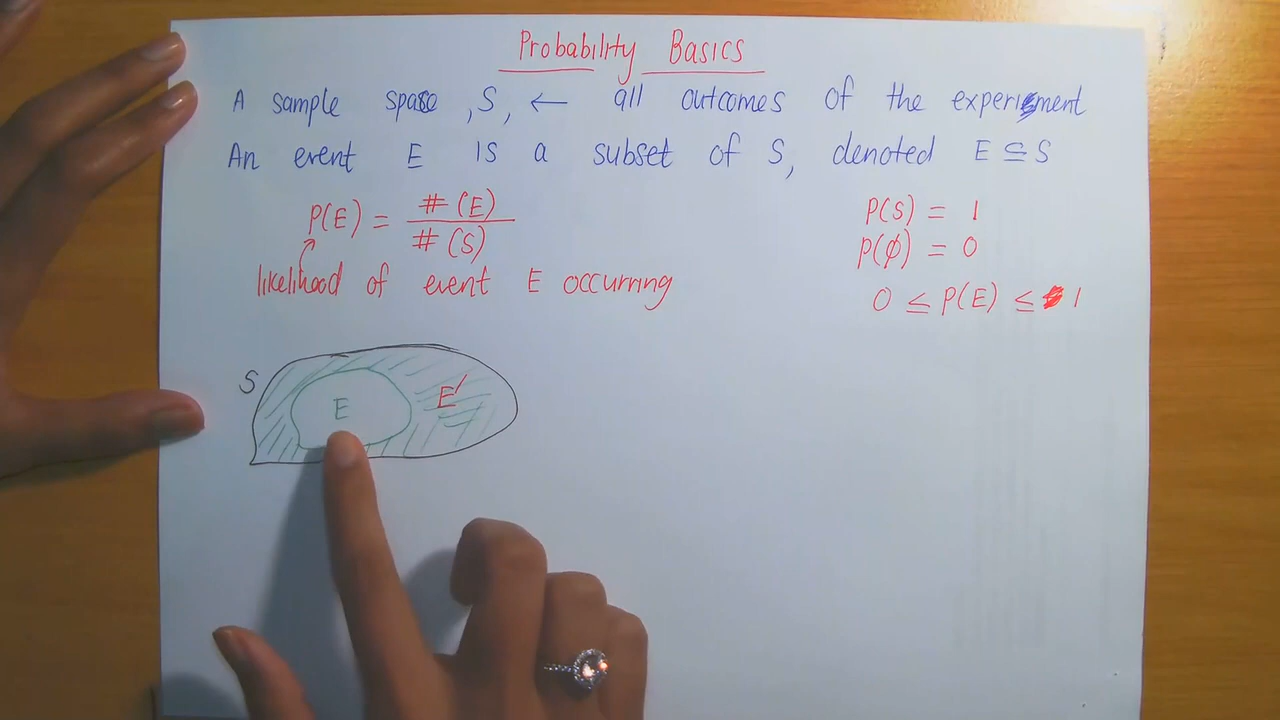 Probability Basics
A sample space, S, ← all outcomes of the experiment
An event E is a subset of S, denoted E ⊆ S
P(E) = #(E) / #(S)
likelihood of event E occurring
P(S) = 1
P(∅) = 0
0 ≤ P(E) ≤ 1
S
E
E′